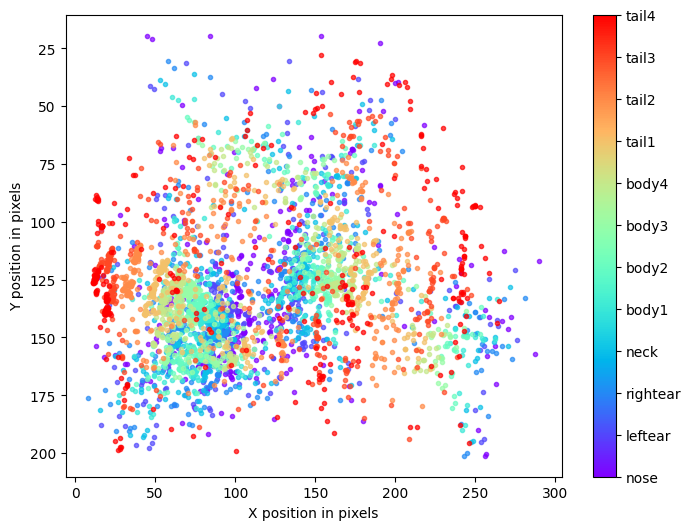 25
50
75
100
125
150
175
200
Y position in pixels
0 50 100 150 200 250 300
X position in pixels
tail4
tail3
tail2
tail1
body4
body3
body2
body1
neck
rightear
leftear
nose